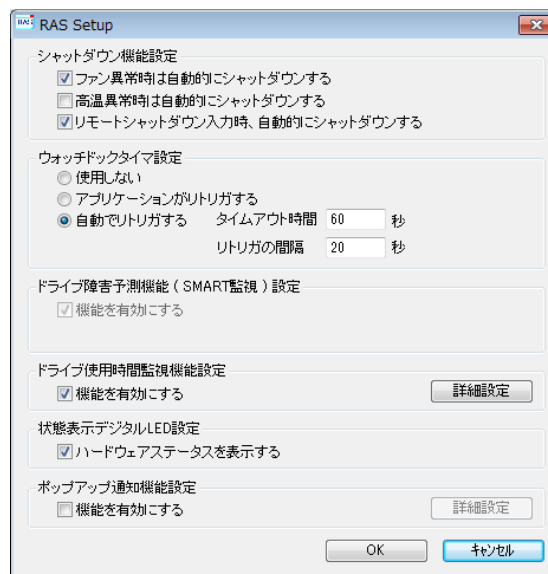 RAS RAS Setup
シャットダウン機能設定
ファン異常時は自動的にシャットダウンする
高温異常時は自動的にシャットダウンする
リモートシャットダウン入力時、自動的にシャットダウンする
ウォッチドックタイマ設定
使用しない
アプリケーションがリトリガする
自動でリトリガする タイムアウト時間 60 秒
リトリガの間隔 20 秒
ドライブ障害予測機能 ( SMART監視 ) 設定
機能を有効にする
ドライブ使用時間監視機能設定
機能を有効にする 詳細設定
状態表示デジタルLED設定
ハードウェアステータスを表示する
ポップアップ通知機能設定
機能を有効にする 詳細設定
OK キャンセル